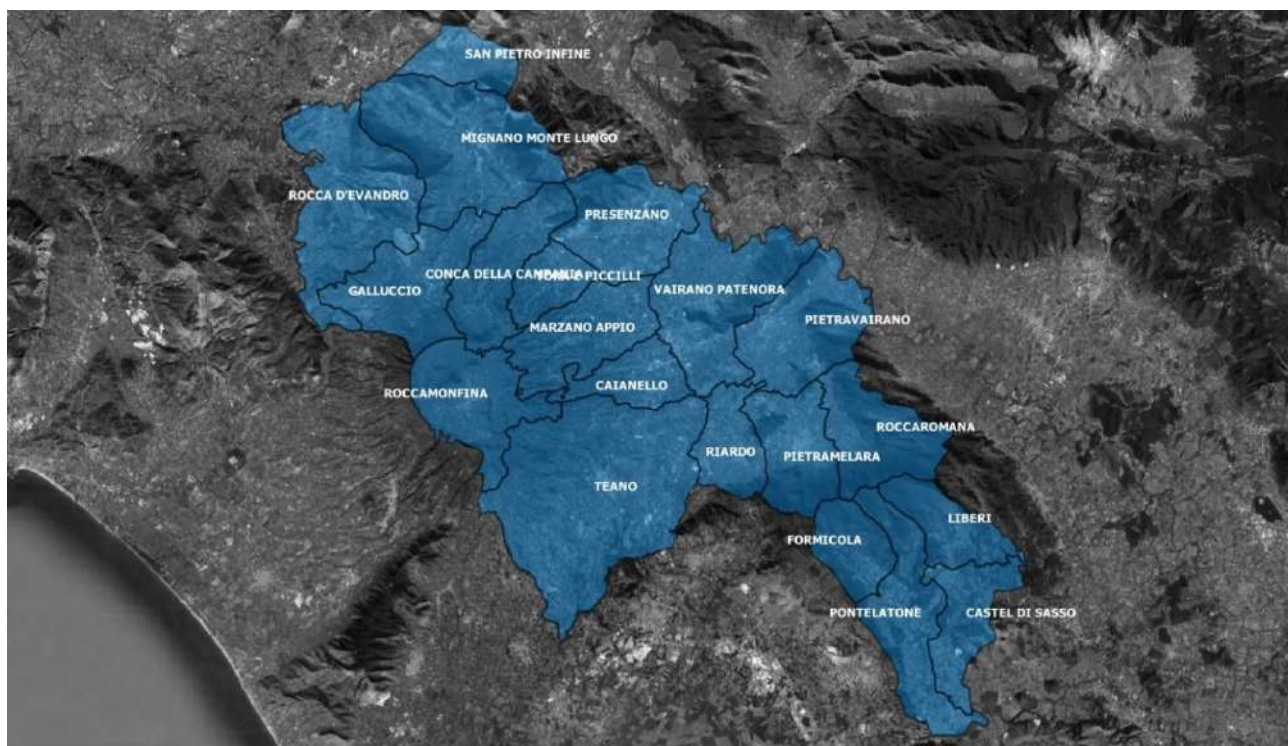 SAN PIETRO INFINE
MIGNANO MONTE LUNGO
ROCCA D'EVANDRO
PRESENZANO
CONCA DELLA CAMPANIA
E PICCILLI
GALLUCCIO
VAIRANO PATENORA
PIETRAVAIRANO
MARZANO APPIO
CAIANELLO
ROCCAMONFINA
ROCCAROMANA
RIARDO
PIETRAMELARA
TEANO
LIBERI
FORMICOLA
PONTELATONE
CASTEL DI SASSO